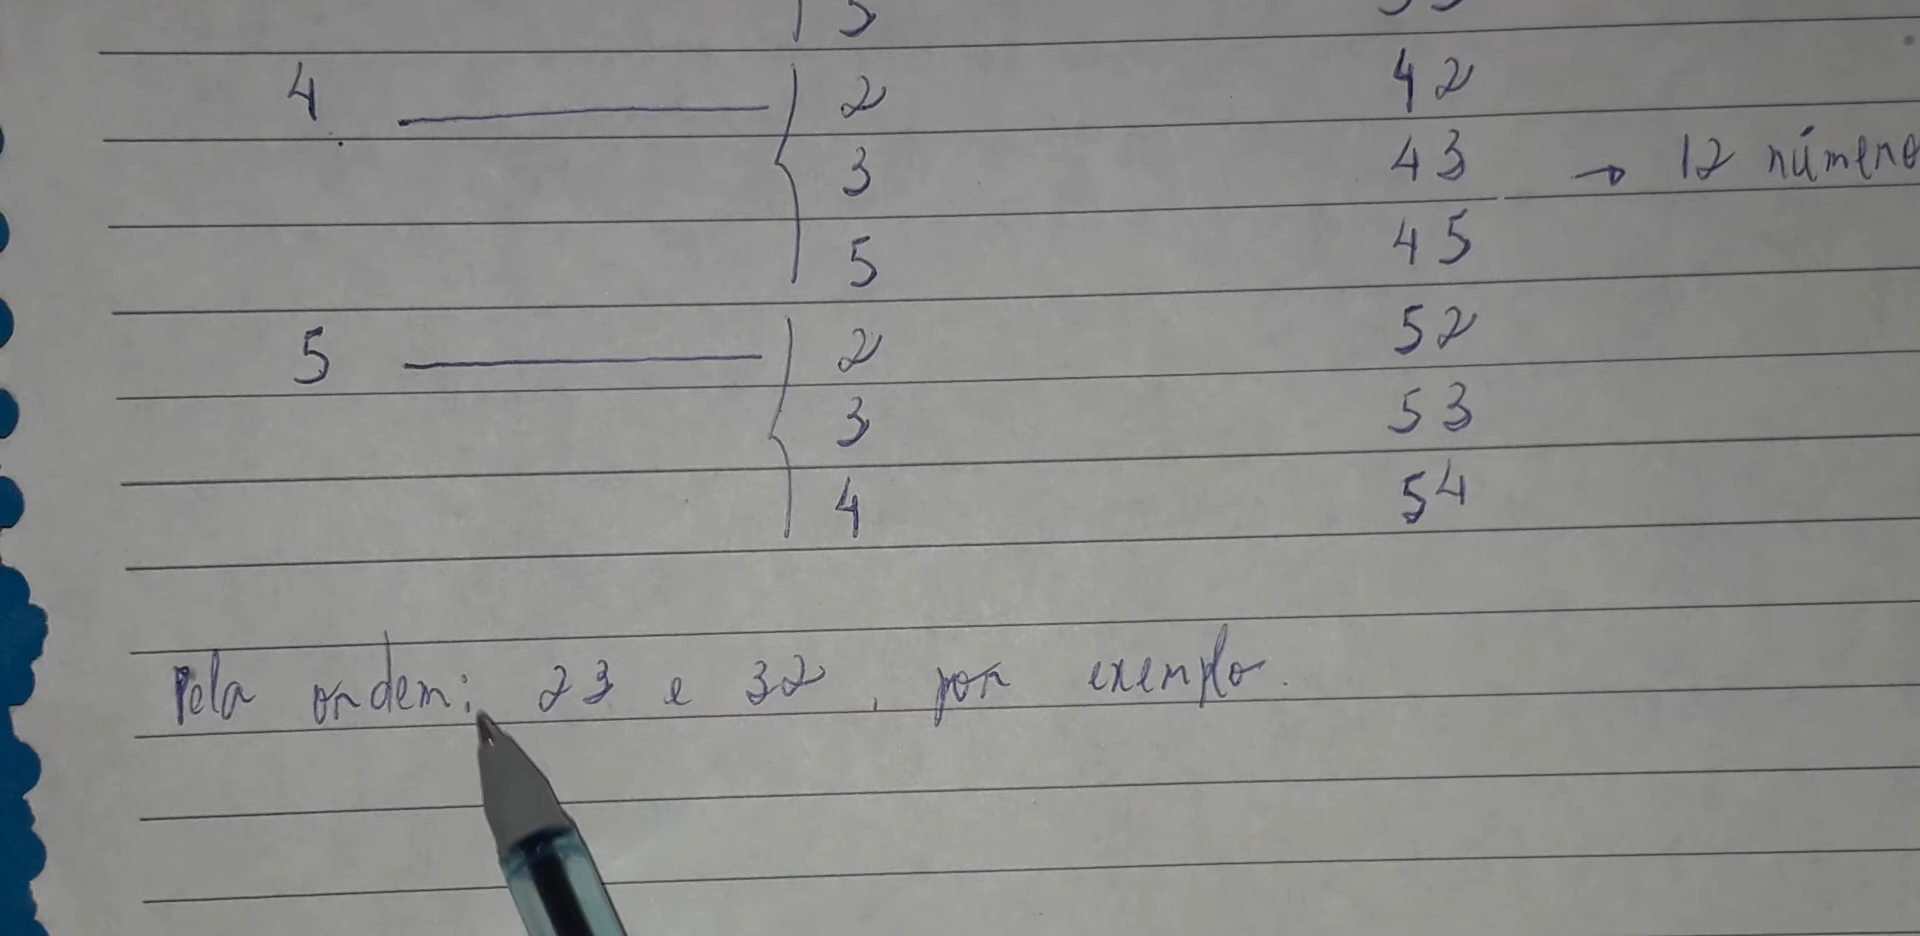 4 2 42
3 43 → 12 número
5 45
5 2 52
3 53
4 54
Pela ordem: 23 e 32, por exemplo.